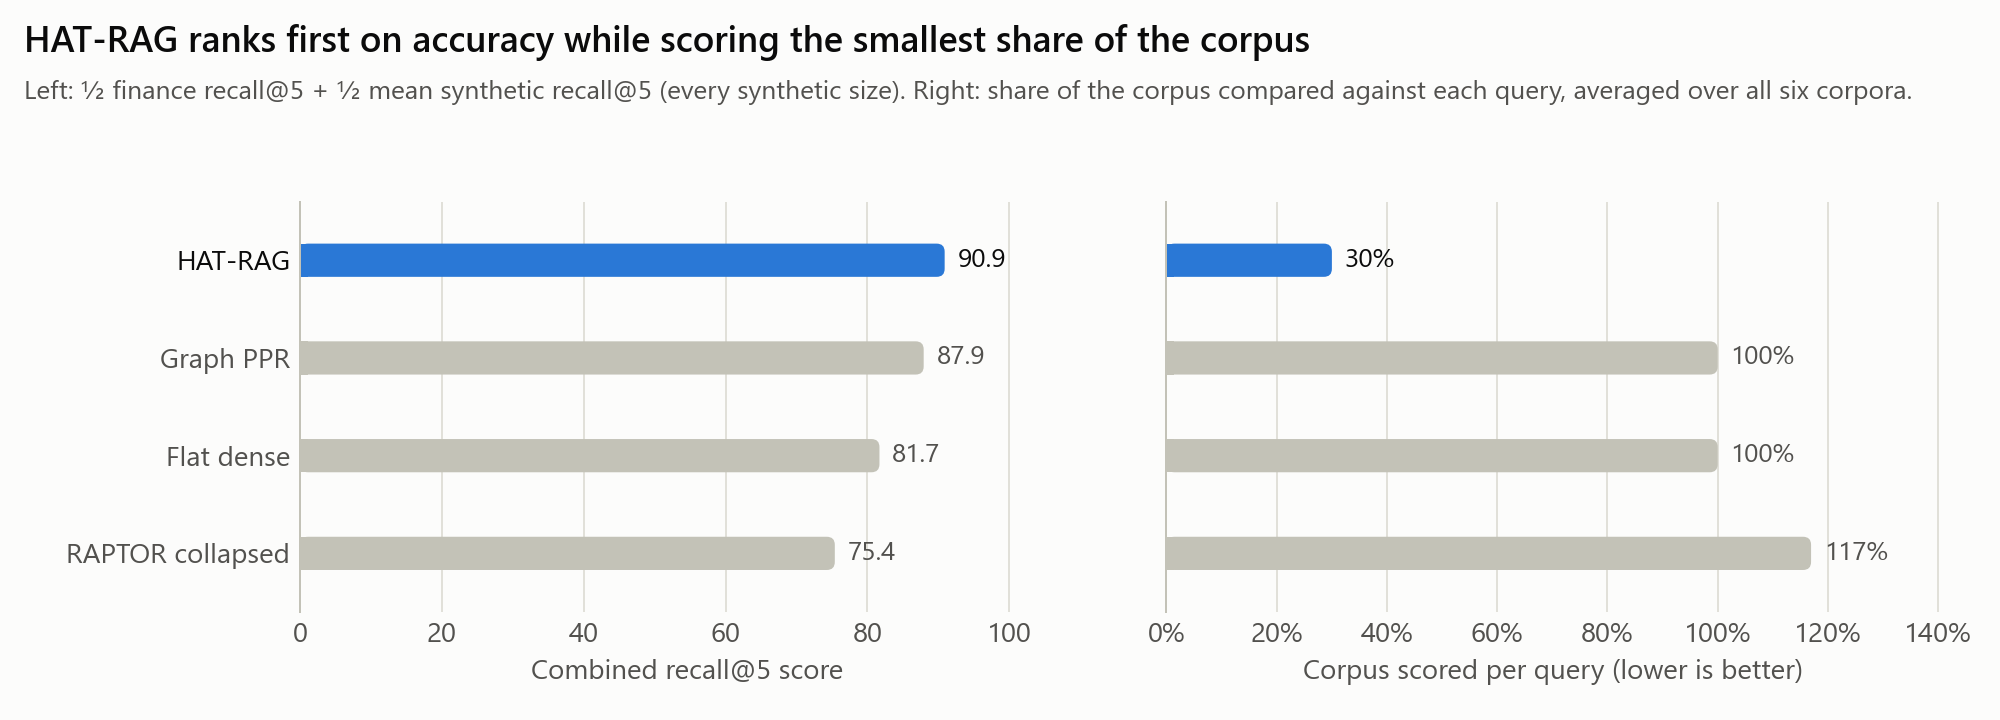 HAT-RAG ranks first on accuracy while scoring the smallest share of the corpus
Left: ½ finance recall@5 + ½ mean synthetic recall@5 (every synthetic size). Right: share of the corpus compared against each query, averaged over all six corpora.
HAT-RAG 90.9 30%
Graph PPR 87.9 100%
Flat dense 81.7 100%
RAPTOR collapsed 75.4 117%
0 20 40 60 80 100 0% 20% 40% 60% 80% 100% 120% 140%
Combined recall@5 score Corpus scored per query (lower is better)